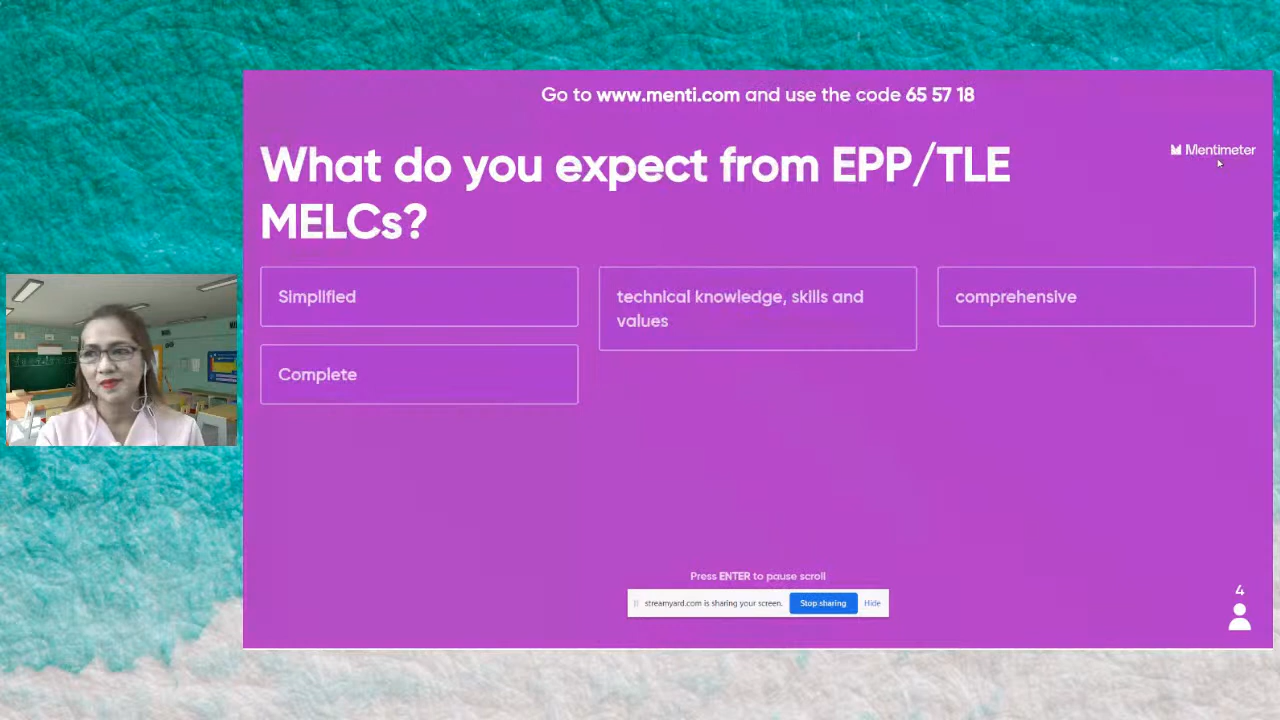 Go to www.menti.com and use the code 65 57 18
Mentimeter
What do you expect from EPP/TLE
MELCs?
Simplified
technical knowledge, skills and
values
comprehensive
Complete
Press ENTER to pause scroll
streamyard.com is sharing your screen.
Stop sharing
Hide
4